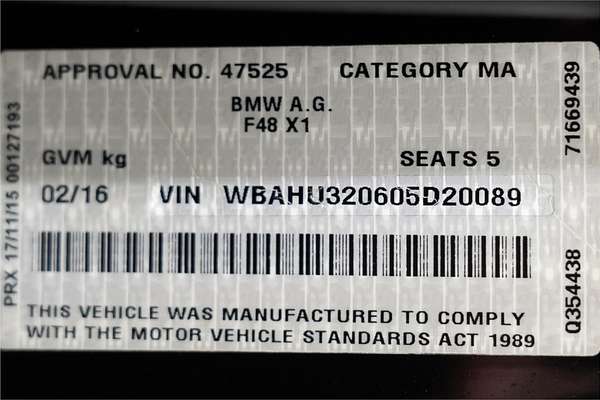 APPROVAL NO. 47525 CATEGORY MA
BMW A.G.
F48 X1
GVM kg SEATS 5
02/16 VIN WBAHU320605D20089
THIS VEHICLE WAS MANUFACTURED TO COMPLY
WITH THE MOTOR VEHICLE STANDARDS ACT 1989
PRX 17/11/15 00127193
71669439
Q354438